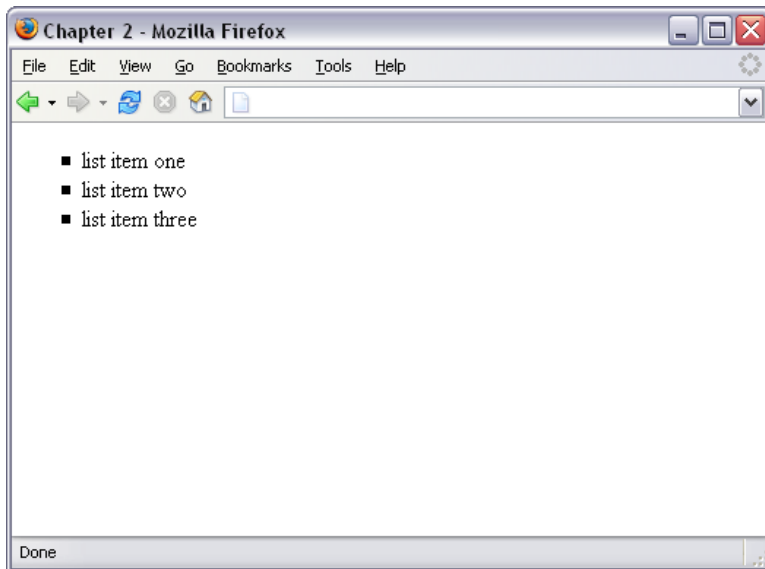 Chapter 2 - Mozilla Firefox
File Edit View Go Bookmarks Tools Help
list item one
list item two
list item three
Done